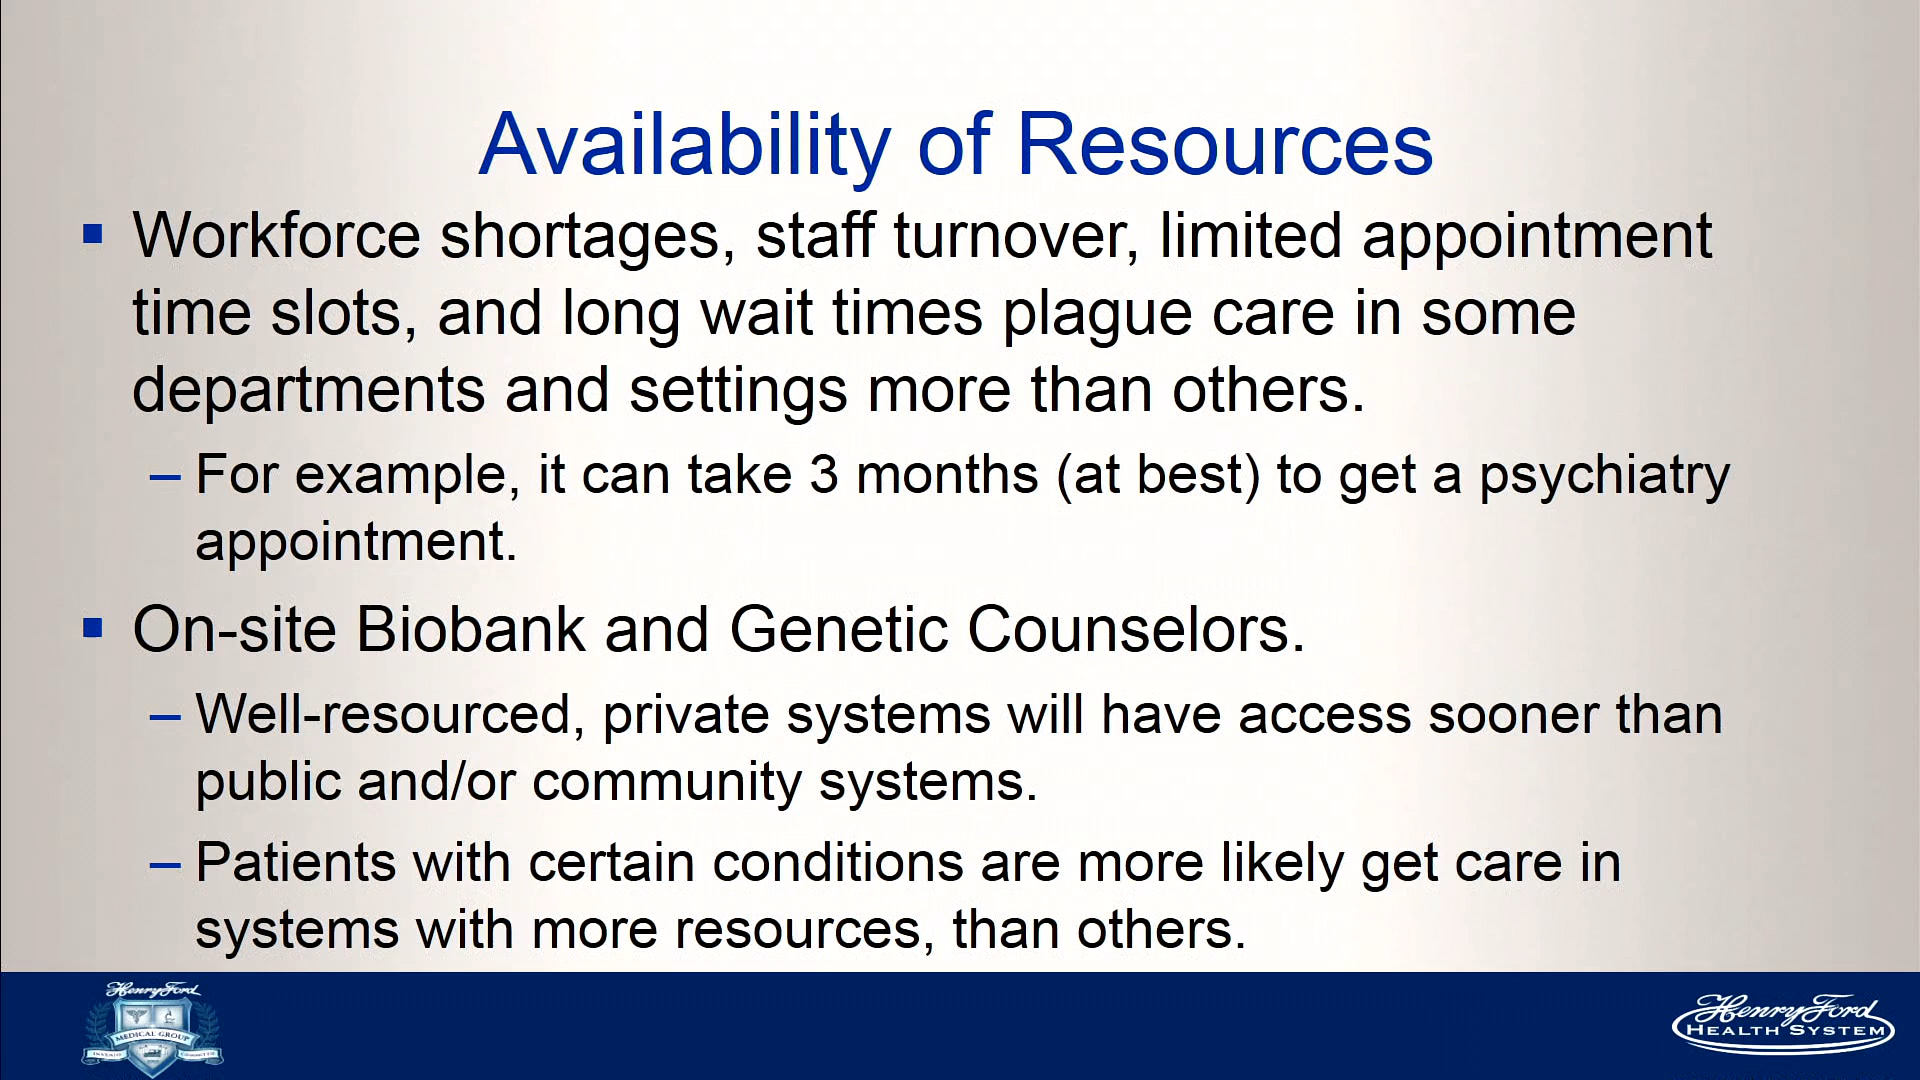 Availability of Resources
▪ Workforce shortages, staff turnover, limited appointment
time slots, and long wait times plague care in some
departments and settings more than others.
– For example, it can take 3 months (at best) to get a psychiatry
appointment.
▪ On-site Biobank and Genetic Counselors.
– Well-resourced, private systems will have access sooner than
public and/or community systems.
– Patients with certain conditions are more likely get care in
systems with more resources, than others.
Henry Ford
MEDICAL GROUP
Henry Ford
HEALTH SYSTEM